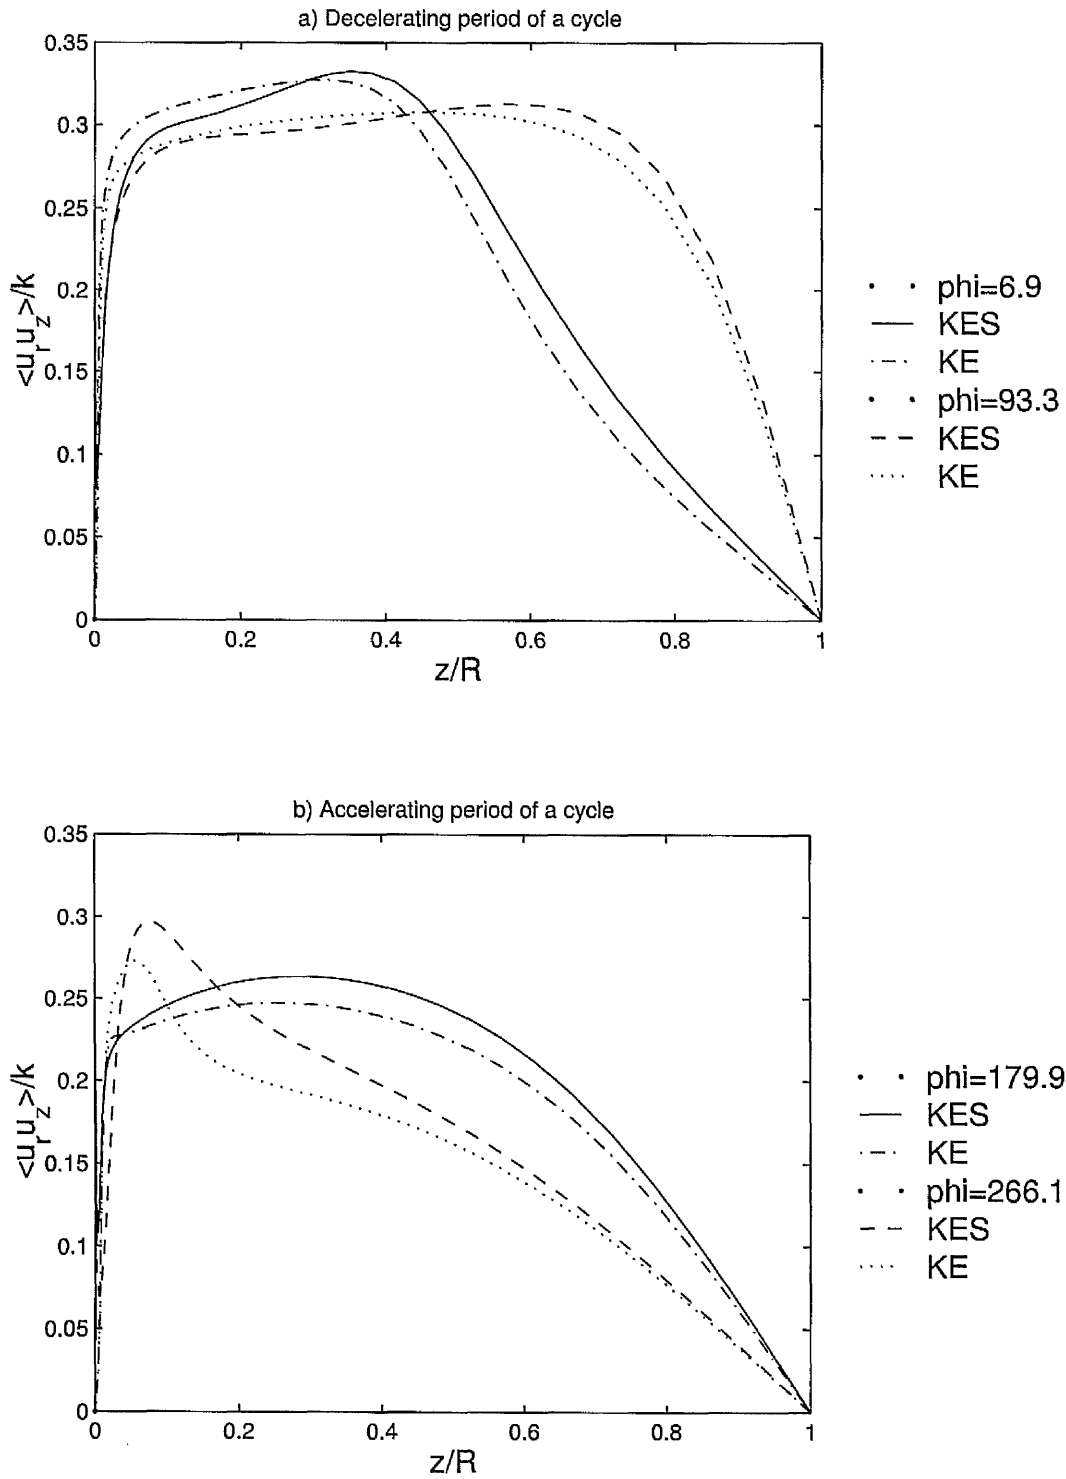 a) Decelerating period of a cycle
0.35
0.3
0.25
0.2
0.15
0.1
0.05
0
<u_r u_z>/k
0 0.2 0.4 0.6 0.8 1
z/R
phi=6.9
KES
KE
phi=93.3
KES
KE
b) Accelerating period of a cycle
0.35
0.3
0.25
0.2
0.15
0.1
0.05
0
<u_r u_z>/k
0 0.2 0.4 0.6 0.8 1
z/R
phi=179.9
KES
KE
phi=266.1
KES
KE